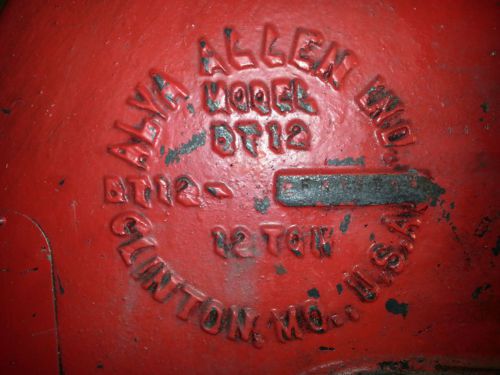 ALVA ALLEN IND.
MODEL
BT12
BT12-
12 TON
CLINTON, MO., U.S.A.